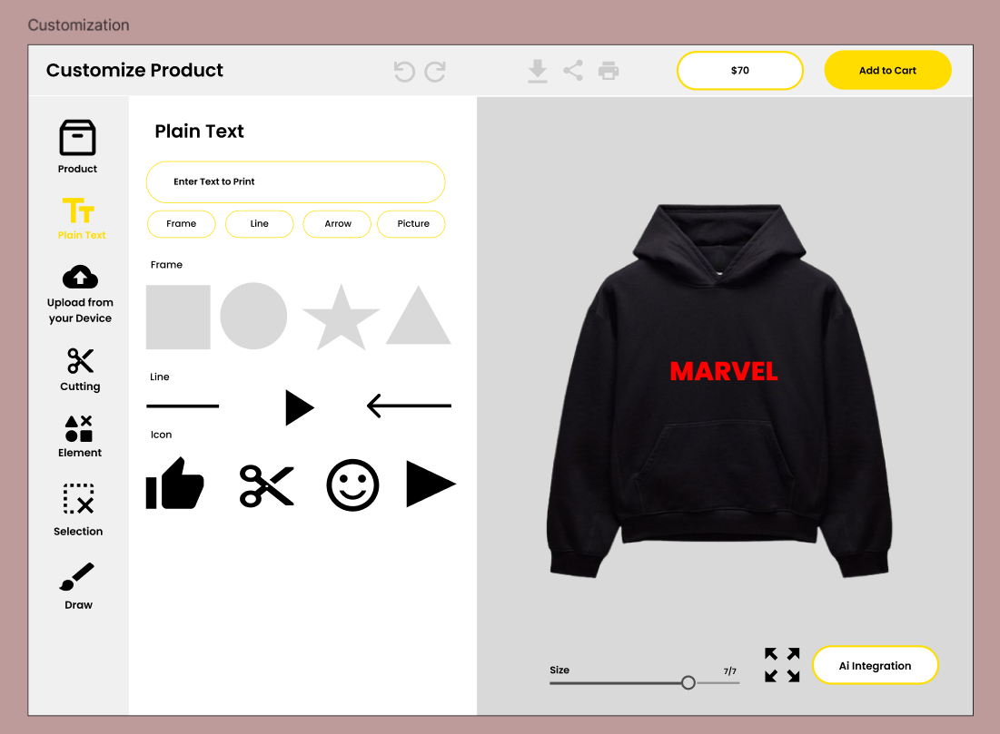 Customization
Customize Product
$70
Add to Cart
Product
Plain Text
Upload from
your Device
Cutting
Element
Selection
Draw
Plain Text
Enter Text to Print
Frame
Line
Arrow
Picture
Frame
Line
Icon
MARVEL
Size
7/7
Ai Integration